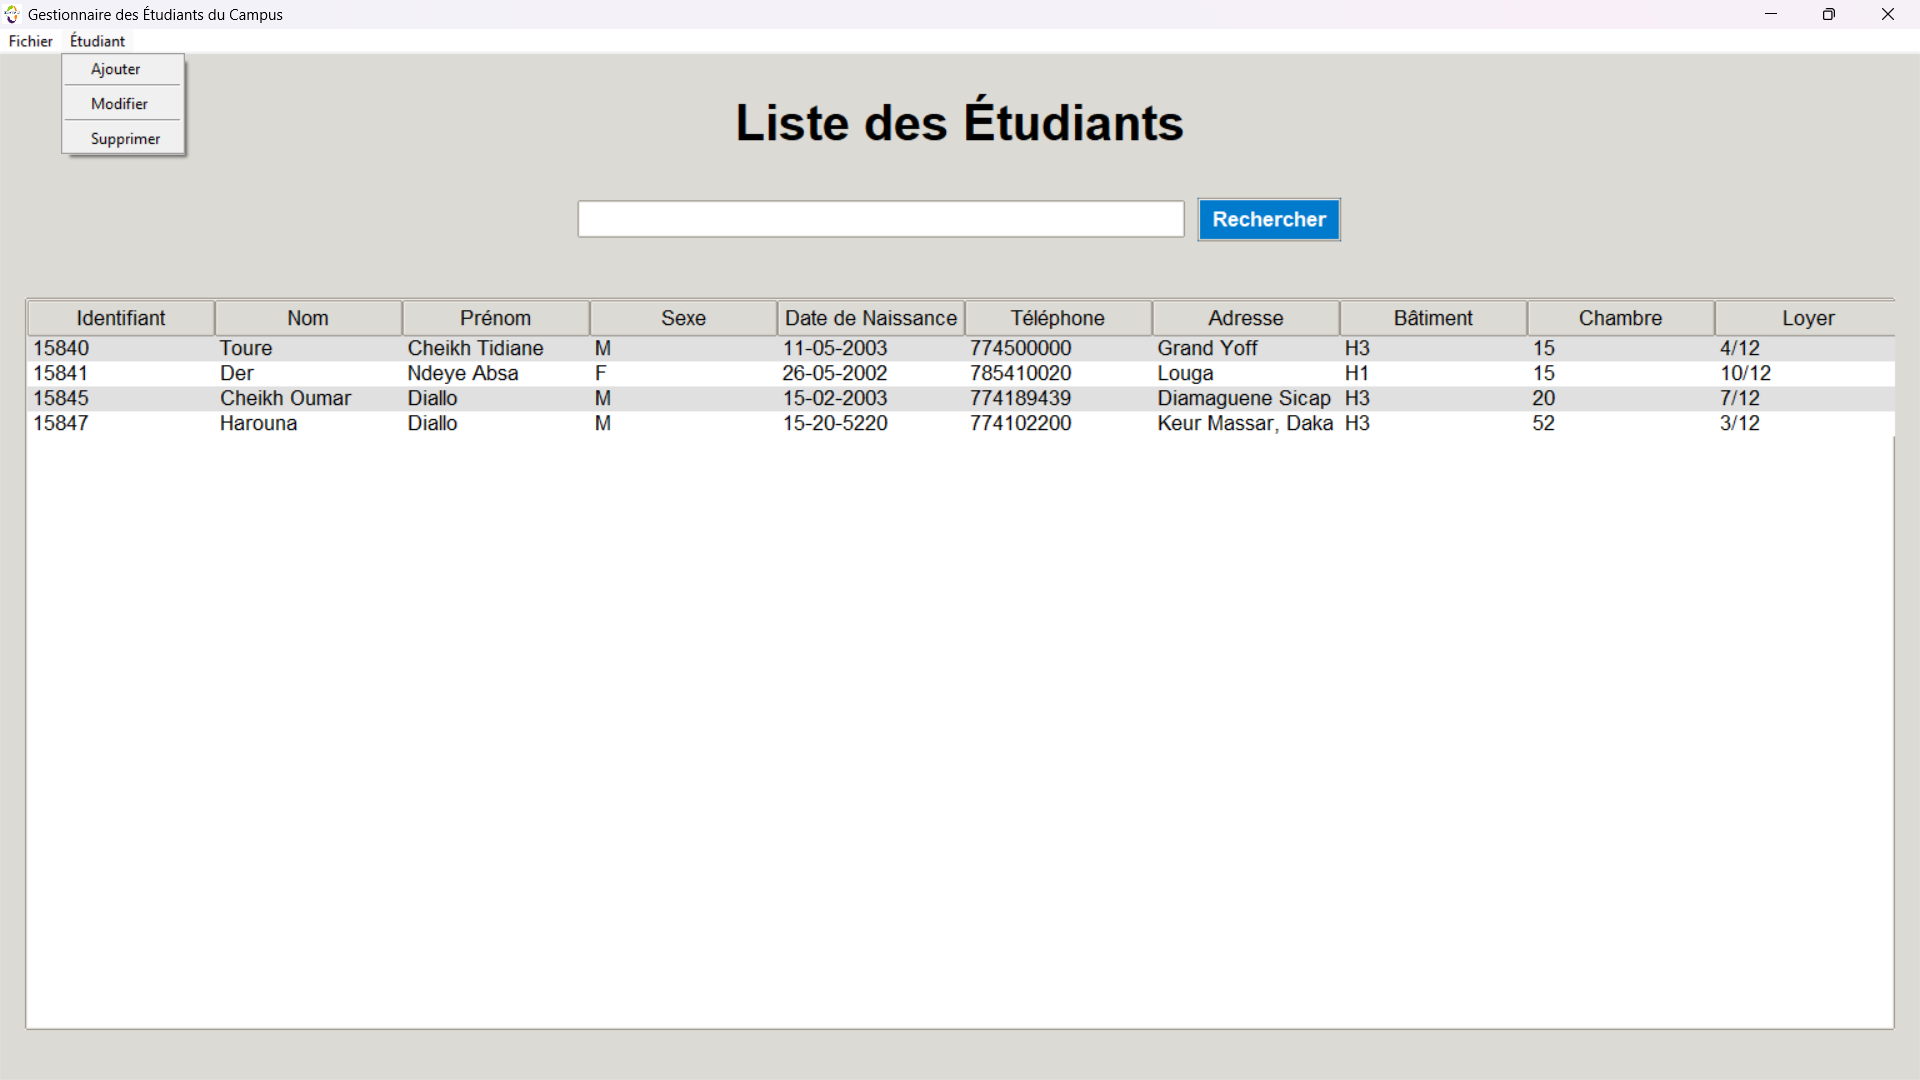 Gestionnaire des Étudiants du Campus
Fichier Étudiant
Ajouter
Modifier
Supprimer
Liste des Étudiants
Rechercher
Identifiant Nom Prénom Sexe Date de Naissance Téléphone Adresse Bâtiment Chambre Loyer
15840 Toure Cheikh Tidiane M 11-05-2003 774500000 Grand Yoff H3 15 4/12
15841 Der Ndeye Absa F 26-05-2002 785410020 Louga H1 15 10/12
15845 Cheikh Oumar Diallo M 15-02-2003 774189439 Diamaguene Sicap H3 20 7/12
15847 Harouna Diallo M 15-20-5220 774102200 Keur Massar, Daka H3 52 3/12